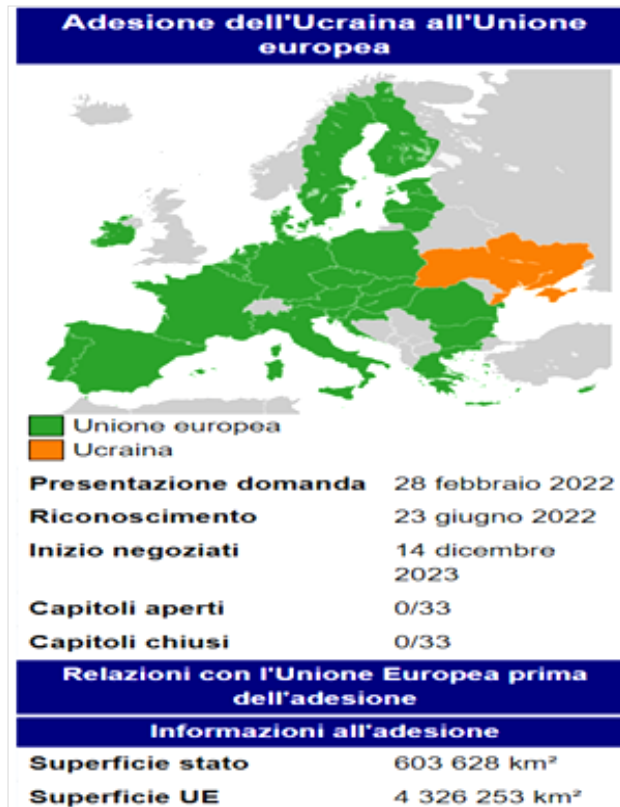 Adesione dell'Ucraina all'Unione
europea
Unione europea
Ucraina
Presentazione domanda 28 febbraio 2022
Riconoscimento 23 giugno 2022
Inizio negoziati 14 dicembre
2023
Capitoli aperti 0/33
Capitoli chiusi 0/33
Relazioni con l'Unione Europea prima
dell'adesione
Informazioni all'adesione
Superficie stato 603 628 km²
Superficie UE 4 326 253 km²